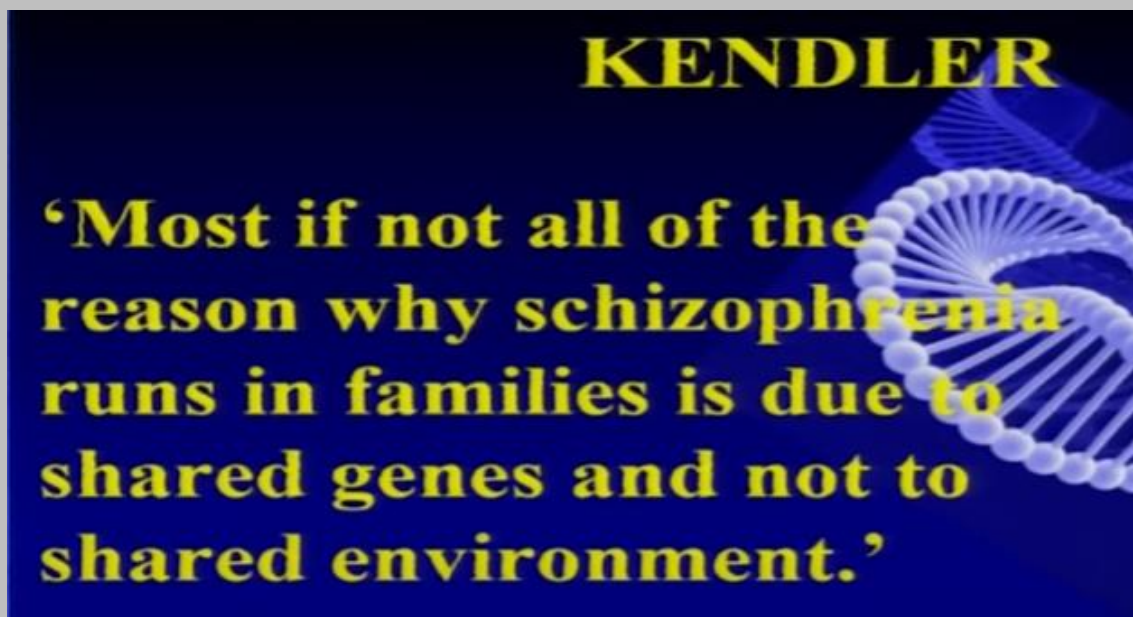 KENDLER
‘Most if not all of the
reason why schizophrenia
runs in families is due to
shared genes and not to
shared environment.’